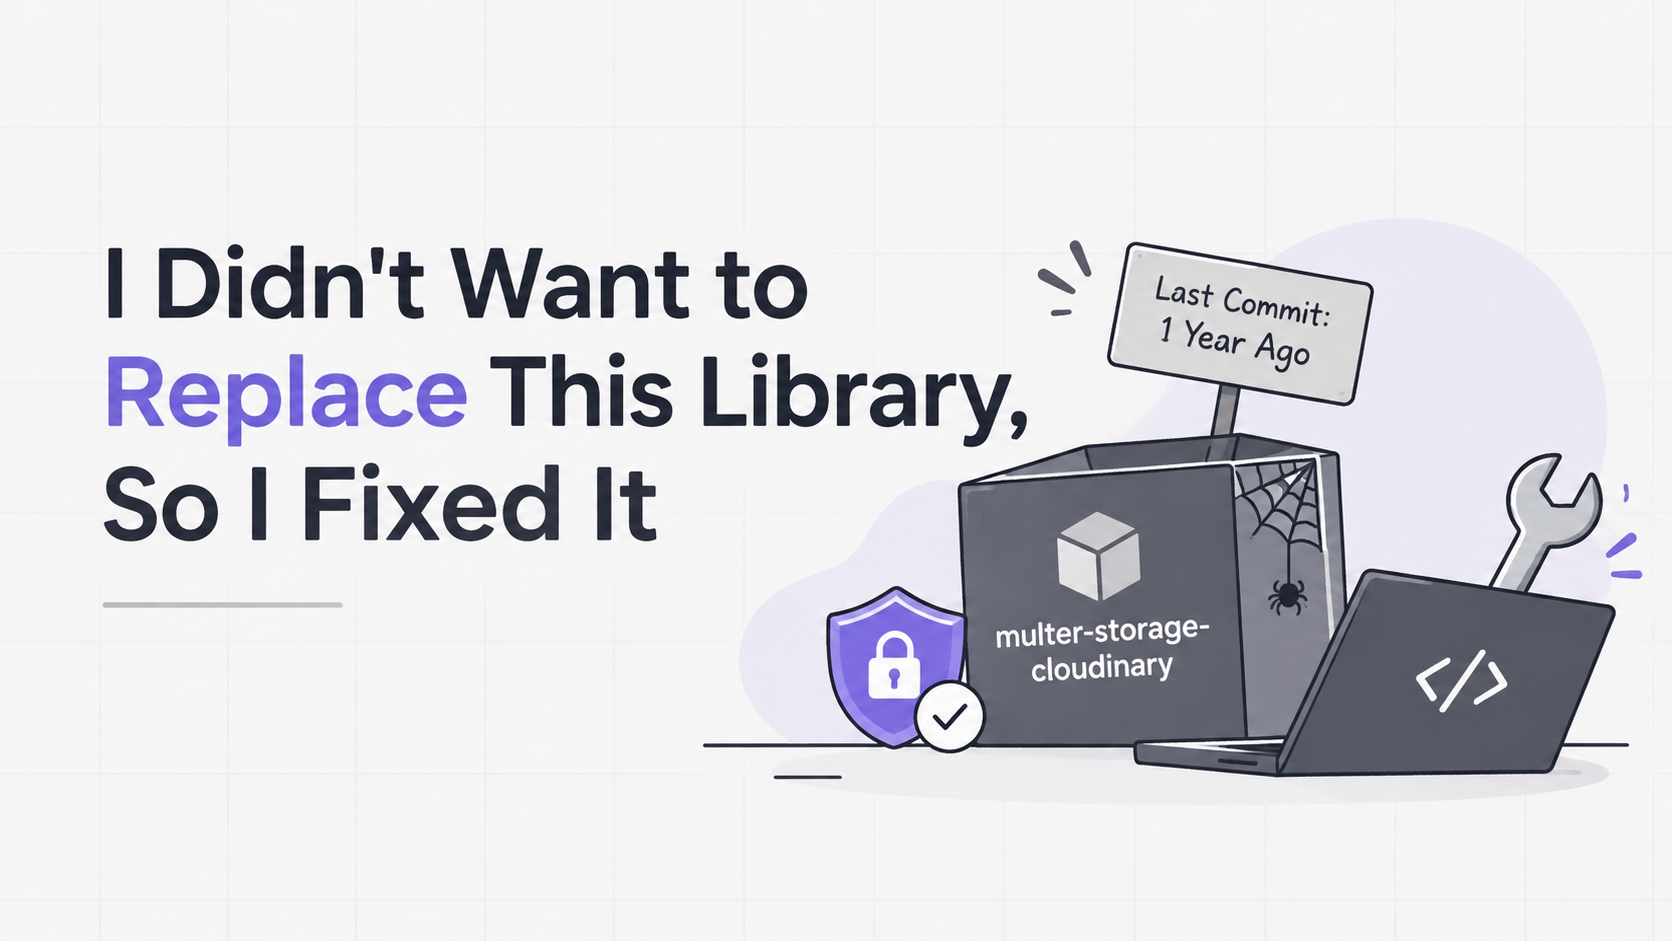 I Didn't Want to
Replace This Library,
So I Fixed It
Last Commit:
1 Year Ago
multer-storage-
cloudinary
</>